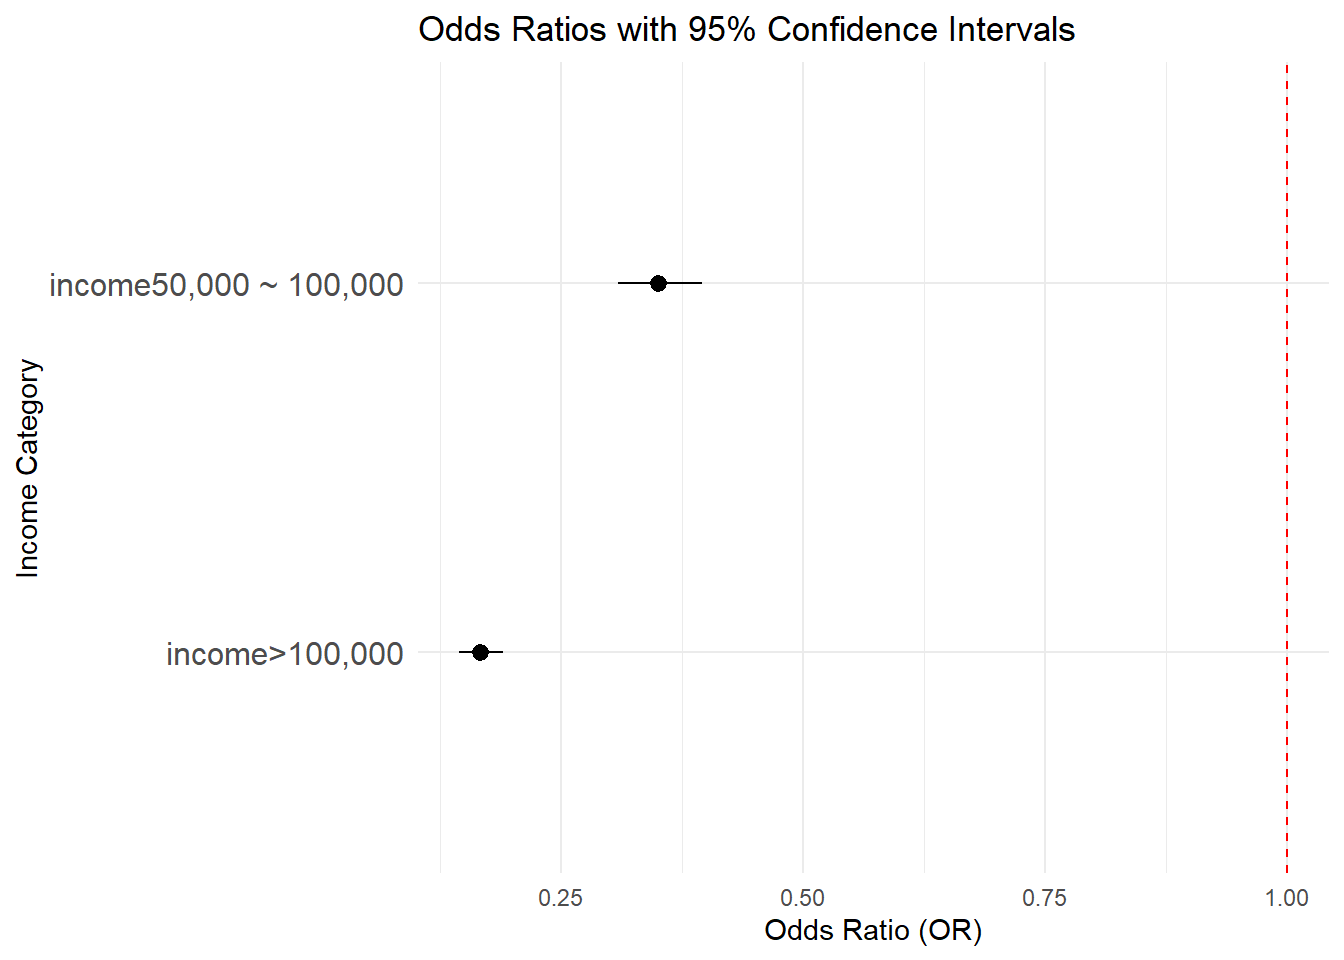 Odds Ratios with 95% Confidence Intervals
Income Category
income50,000 ~ 100,000
income>100,000
0.25 0.50 0.75 1.00
Odds Ratio (OR)